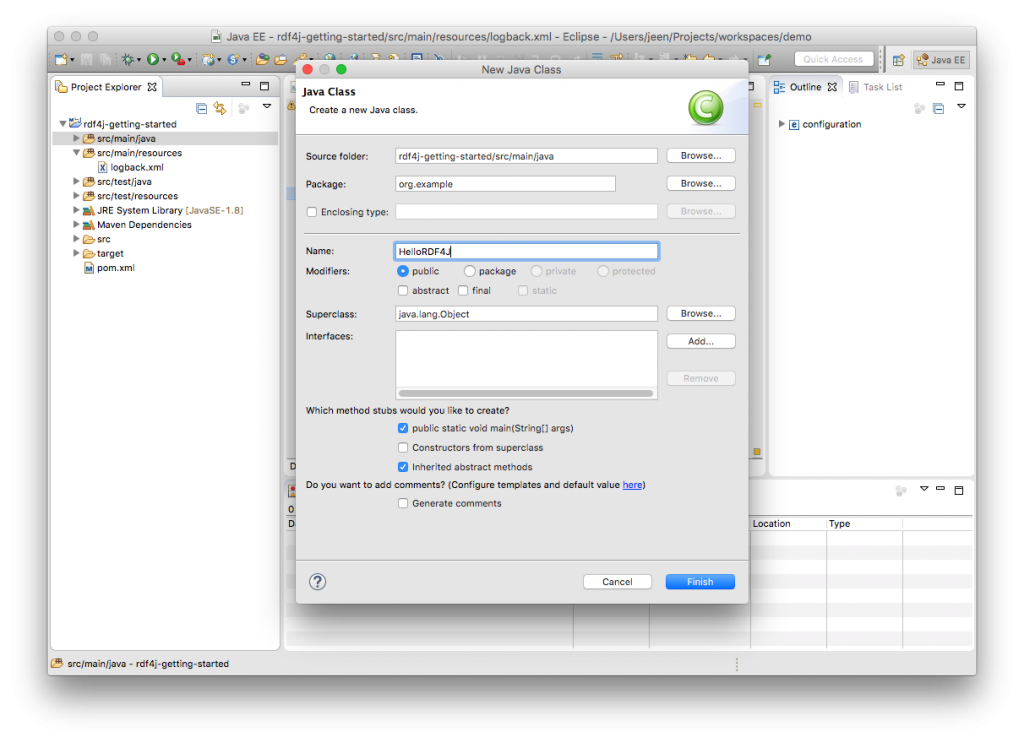 Java EE - rdf4j-getting-started/src/main/resources/logback.xml - Eclipse - /Users/jeen/Projects/workspaces/demo
Quick Access
Java EE
Project Explorer
rdf4j-getting-started
src/main/java
src/main/resources
logback.xml
src/test/java
src/test/resources
JRE System Library [JavaSE-1.8]
Maven Dependencies
src
target
pom.xml
New Java Class
Java Class
Create a new Java class.
Source folder: rdf4j-getting-started/src/main/java Browse...
Package: org.example Browse...
Enclosing type: Browse...
Name: HelloRDF4J
Modifiers: public package private protected
abstract final static
Superclass: java.lang.Object Browse...
Interfaces: Add...
Remove
Which method stubs would you like to create?
public static void main(String[] args)
Constructors from superclass
Inherited abstract methods
Do you want to add comments? (Configure templates and default value here)
Generate comments
? Cancel Finish
Outline Task List
configuration
Location Type
src/main/java - rdf4j-getting-started